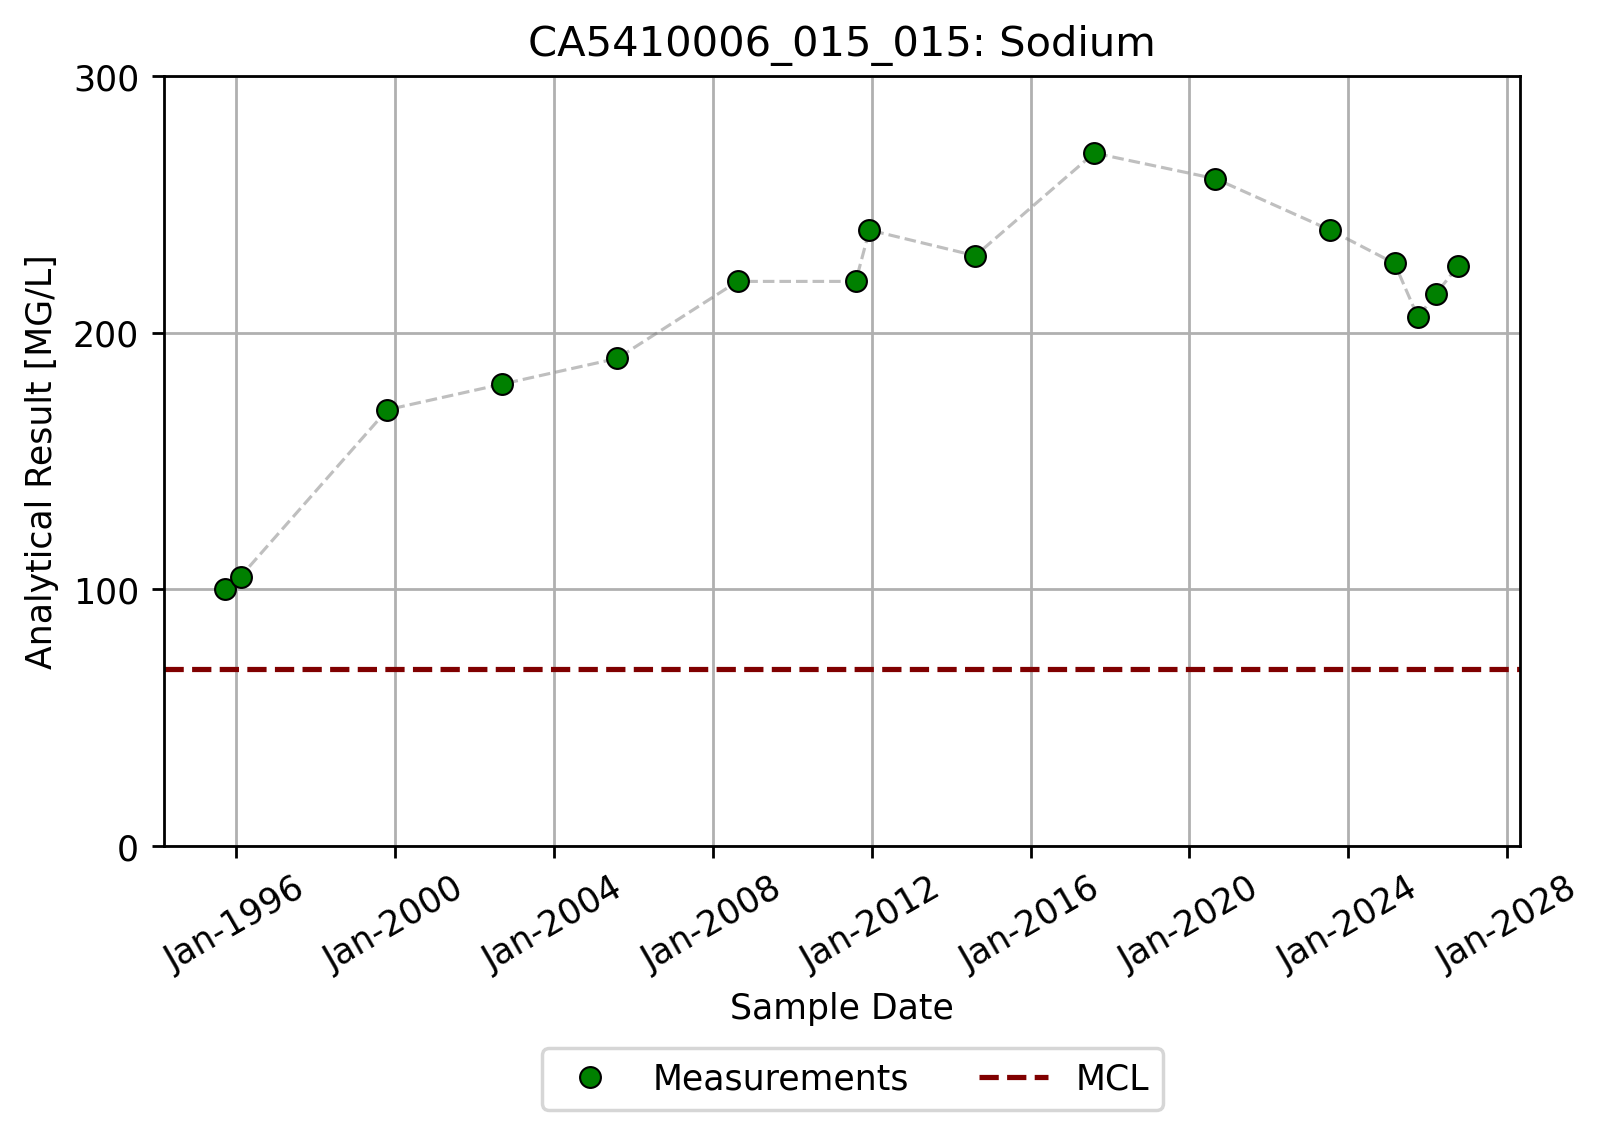 CA5410006_015_015: Sodium
Analytical Result [MG/L]
300
200
100
0
Jan-1996
Jan-2000
Jan-2004
Jan-2008
Jan-2012
Jan-2016
Jan-2020
Jan-2024
Jan-2028
Sample Date
Measurements
MCL